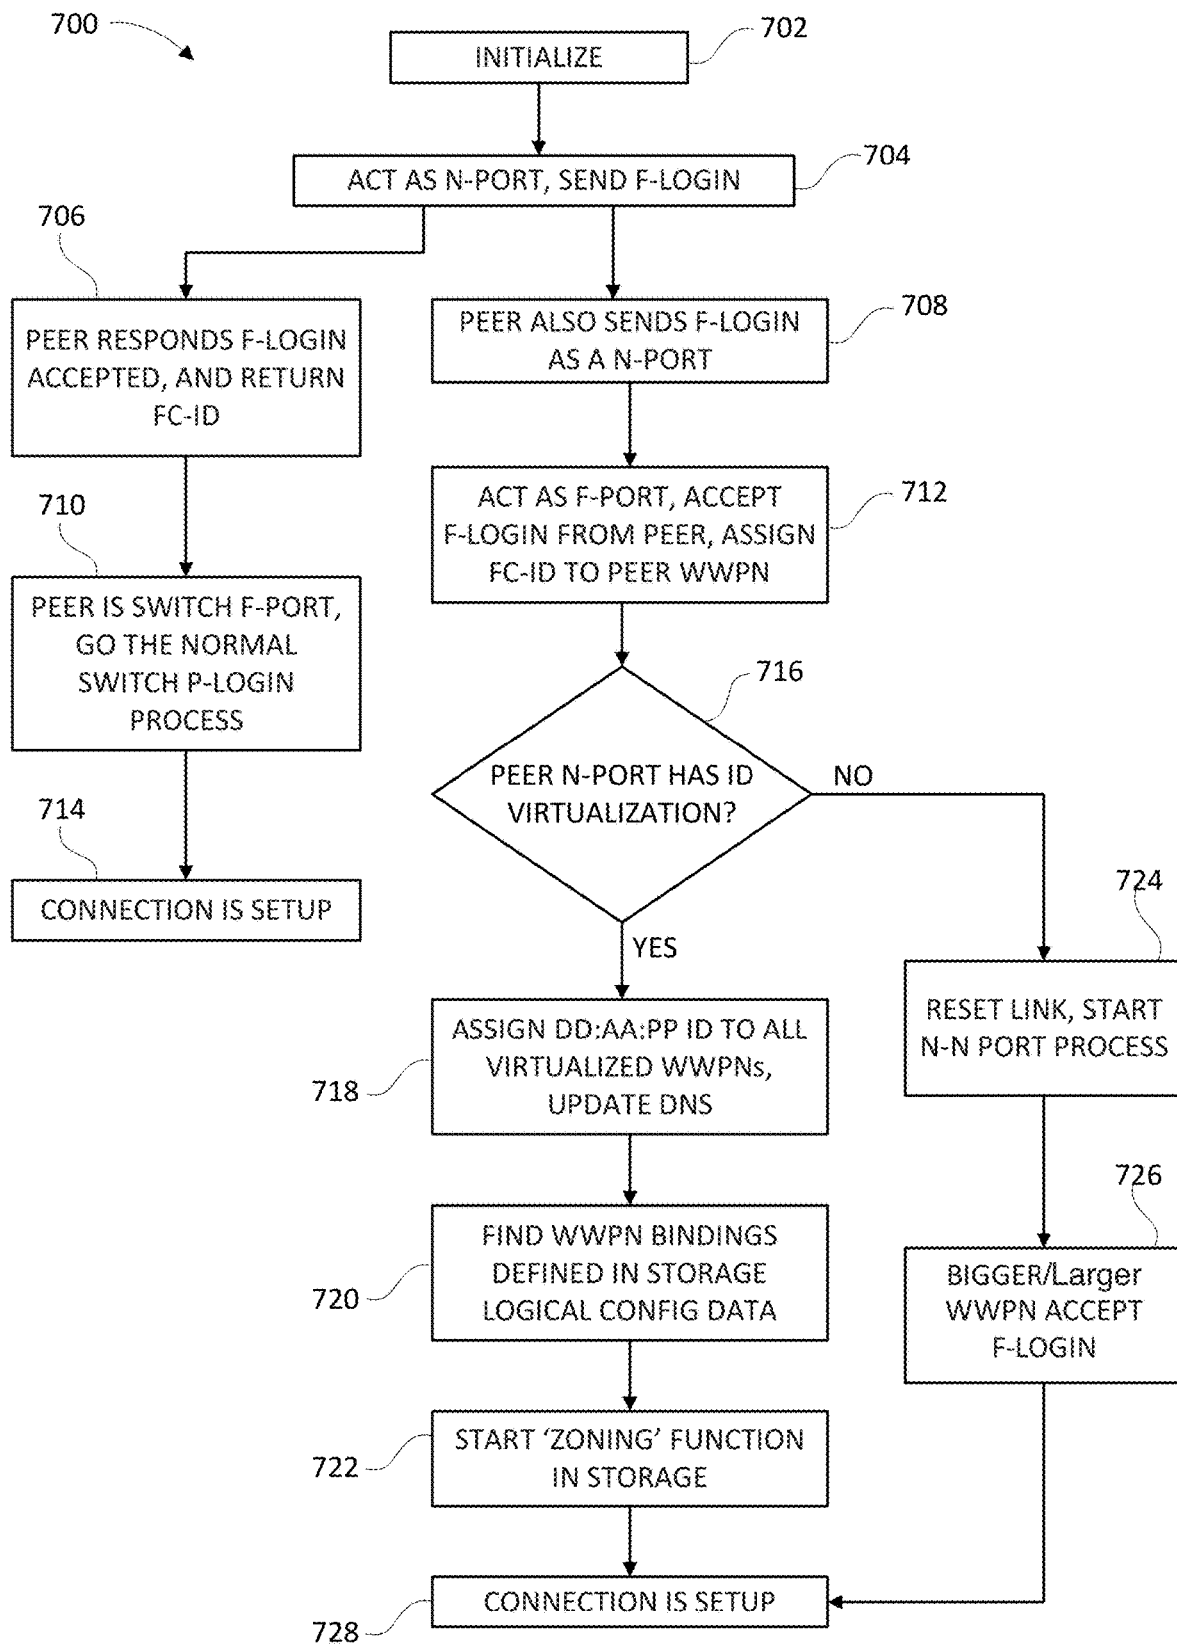 700
702
INITIALIZE
704
ACT AS N-PORT, SEND F-LOGIN
706
PEER RESPONDS F-LOGIN
ACCEPTED, AND RETURN
FC-ID
708
PEER ALSO SENDS F-LOGIN
AS A N-PORT
710
PEER IS SWITCH F-PORT,
GO THE NORMAL
SWITCH P-LOGIN
PROCESS
712
ACT AS F-PORT, ACCEPT
F-LOGIN FROM PEER, ASSIGN
FC-ID TO PEER WWPN
714
CONNECTION IS SETUP
716
PEER N-PORT HAS ID
VIRTUALIZATION?
NO
YES
718
ASSIGN DD:AA:PP ID TO ALL
VIRTUALIZED WWPNs,
UPDATE DNS
724
RESET LINK, START
N-N PORT PROCESS
720
FIND WWPN BINDINGS
DEFINED IN STORAGE
LOGICAL CONFIG DATA
726
BIGGER/Larger
WWPN ACCEPT
F-LOGIN
722
START ‘ZONING’ FUNCTION
IN STORAGE
728
CONNECTION IS SETUP